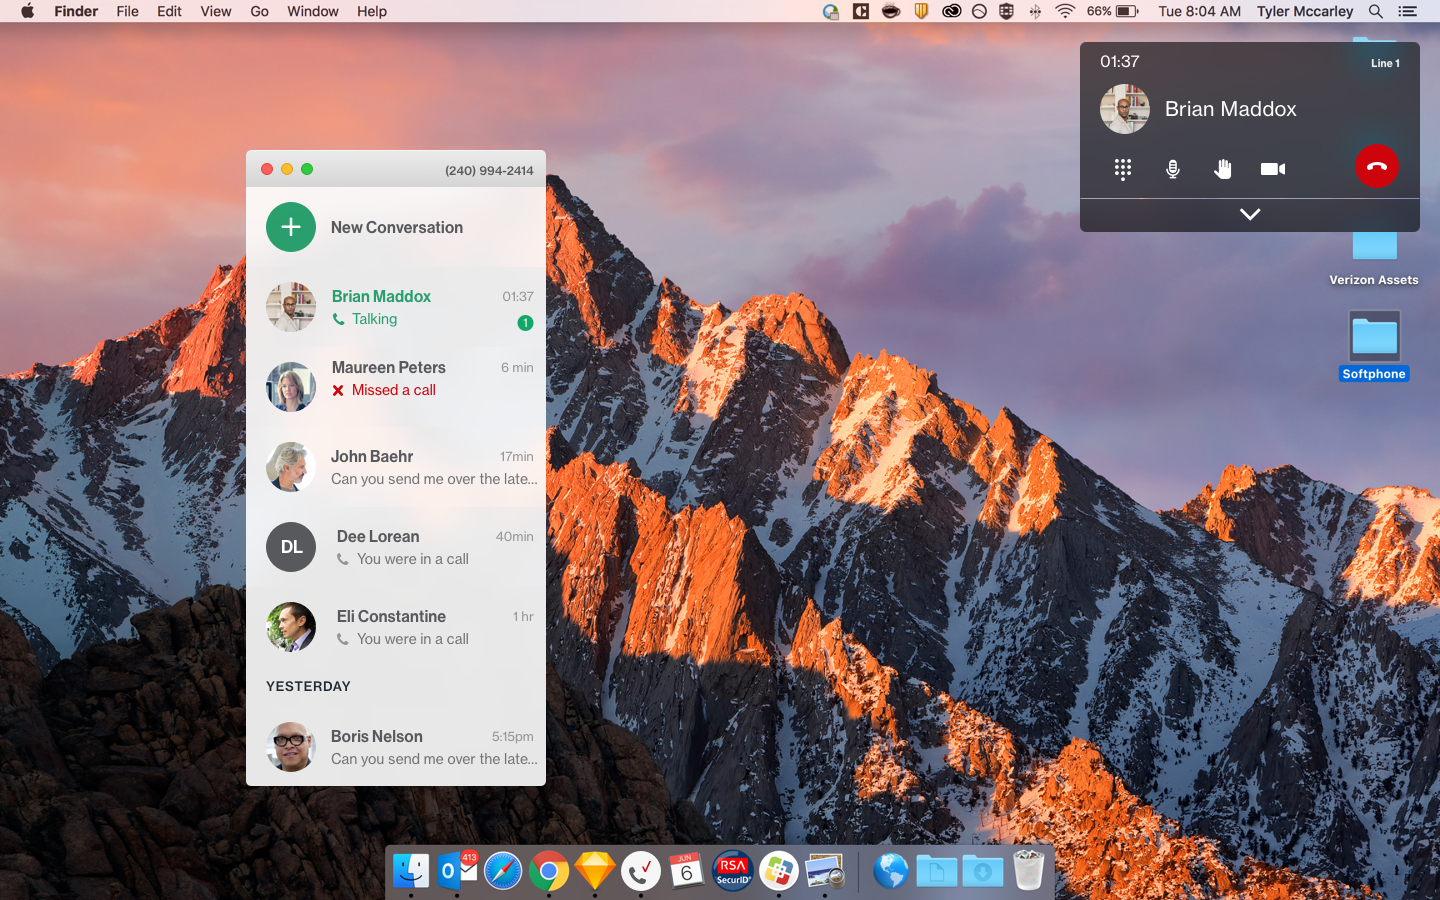 Finder File Edit View Go Window Help 66% Tue 8:04 AM Tyler Mccarley
01:37 Line 1
Brian Maddox
Verizon Assets
Softphone
(240) 994-2414
New Conversation
Brian Maddox 01:37
Talking 1
Maureen Peters 6 min
Missed a call
John Baehr 17min
Can you send me over the late...
DL Dee Lorean 40min
You were in a call
Eli Constantine 1 hr
You were in a call
YESTERDAY
Boris Nelson 5:15pm
Can you send me over the late...
413
JUN
6
RSA
SecurID